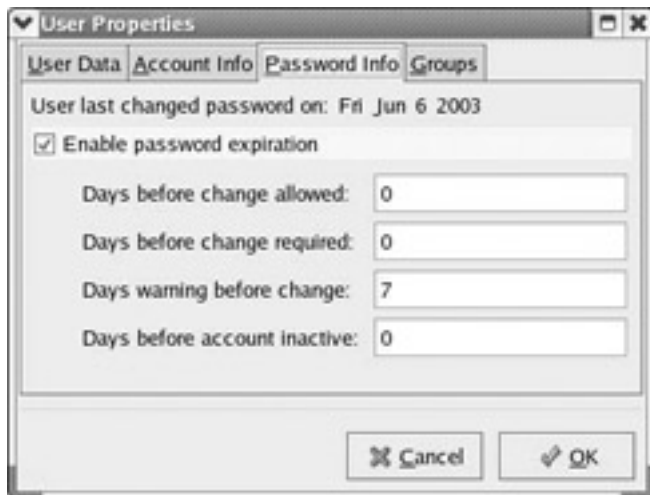 User Properties
User Data Account Info Password Info Groups
User last changed password on: Fri Jun 6 2003
Enable password expiration
Days before change allowed: 0
Days before change required: 0
Days warning before change: 7
Days before account inactive: 0
Cancel OK